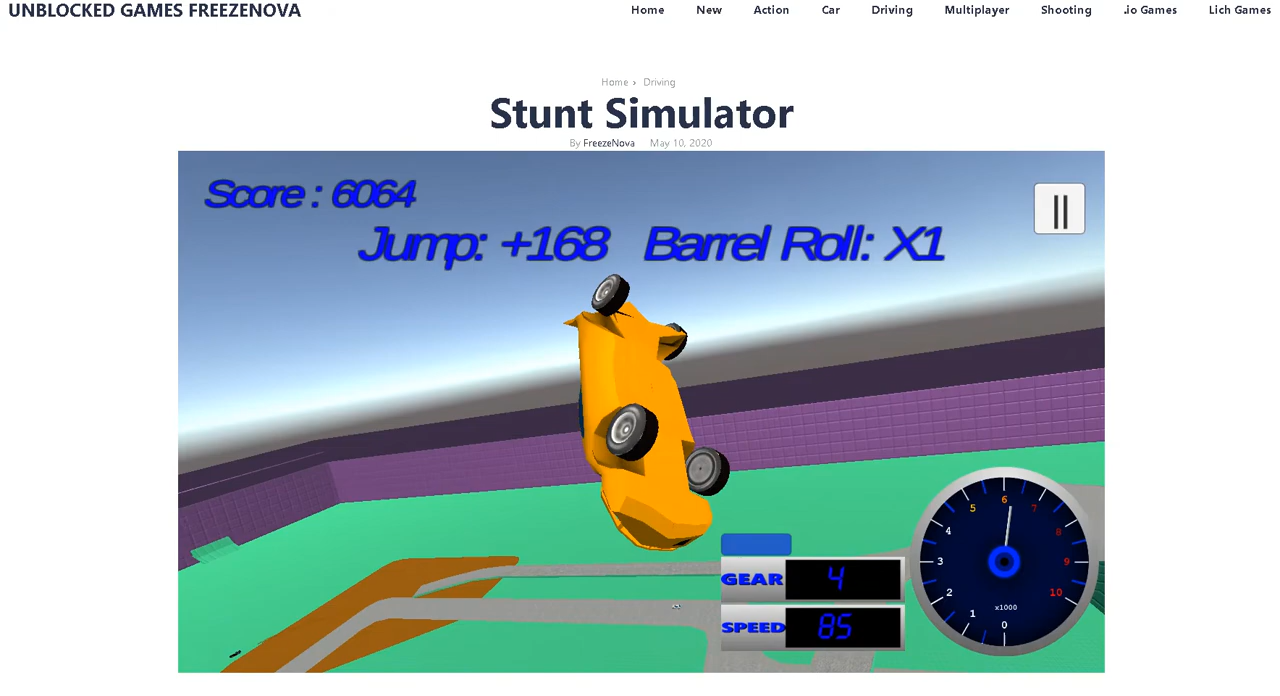 UNBLOCKED GAMES FREEZENOVA
Home New Action Car Driving Multiplayer Shooting .io Games Lich Games
Home › Driving
Stunt Simulator
By FreezeNova May 10, 2020
Score : 6064
Jump: +168 Barrel Roll: X1
GEAR 4
SPEED 85
0 1 2 3 4 5 6 7 8 9 10
x1000